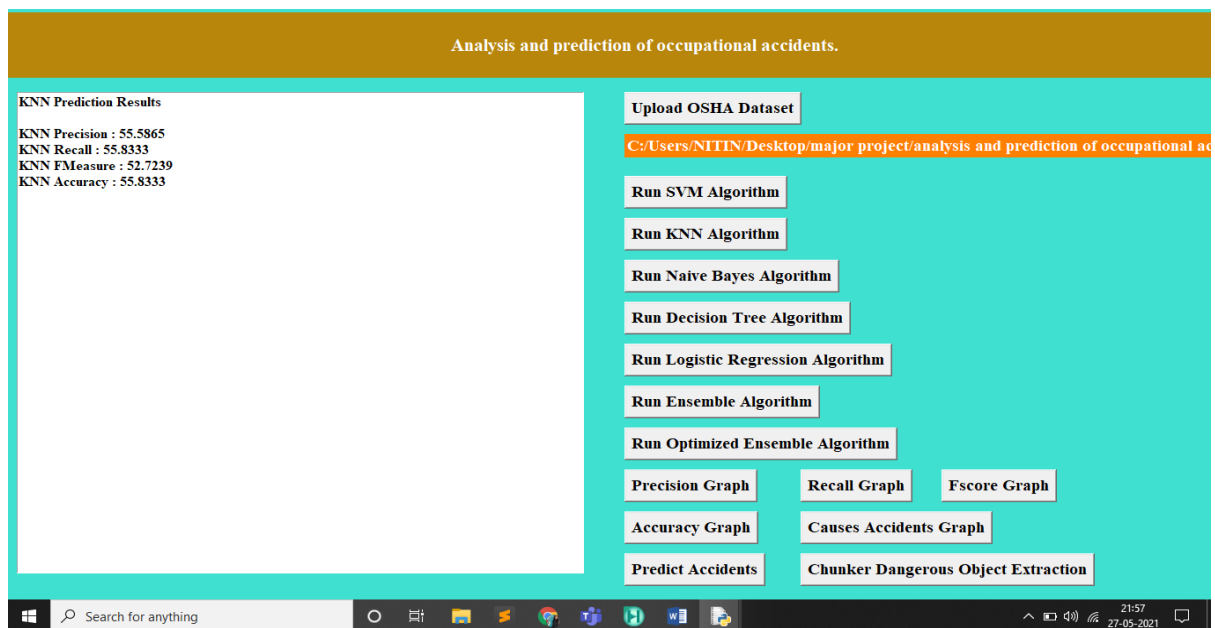 Analysis and prediction of occupational accidents.
KNN Prediction Results
KNN Precision : 55.5865
KNN Recall : 55.8333
KNN FMeasure : 52.7239
KNN Accuracy : 55.8333
Upload OSHA Dataset
C:/Users/NITIN/Desktop/major project/analysis and prediction of occupational ac
Run SVM Algorithm
Run KNN Algorithm
Run Naive Bayes Algorithm
Run Decision Tree Algorithm
Run Logistic Regression Algorithm
Run Ensemble Algorithm
Run Optimized Ensemble Algorithm
Precision Graph Recall Graph Fscore Graph
Accuracy Graph Causes Accidents Graph
Predict Accidents Chunker Dangerous Object Extraction
Search for anything
21:57
27-05-2021